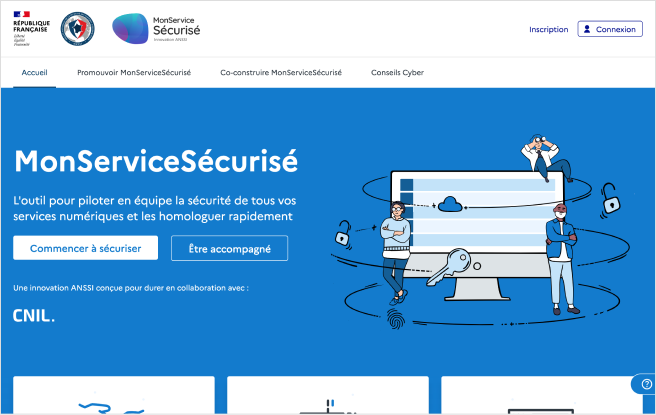 RÉPUBLIQUE
FRANÇAISE
Liberté
Égalité
Fraternité
MonService
Sécurisé
Innovation ANSSI
Inscription
Connexion
Accueil
Promouvoir MonServiceSécurisé
Co-construire MonServiceSécurisé
Conseils Cyber
MonServiceSécurisé
L'outil pour piloter en équipe la sécurité de tous vos
services numériques et les homologuer rapidement
Commencer à sécuriser
Être accompagné
Une innovation ANSSI conçue pour durer en collaboration avec :
CNIL.